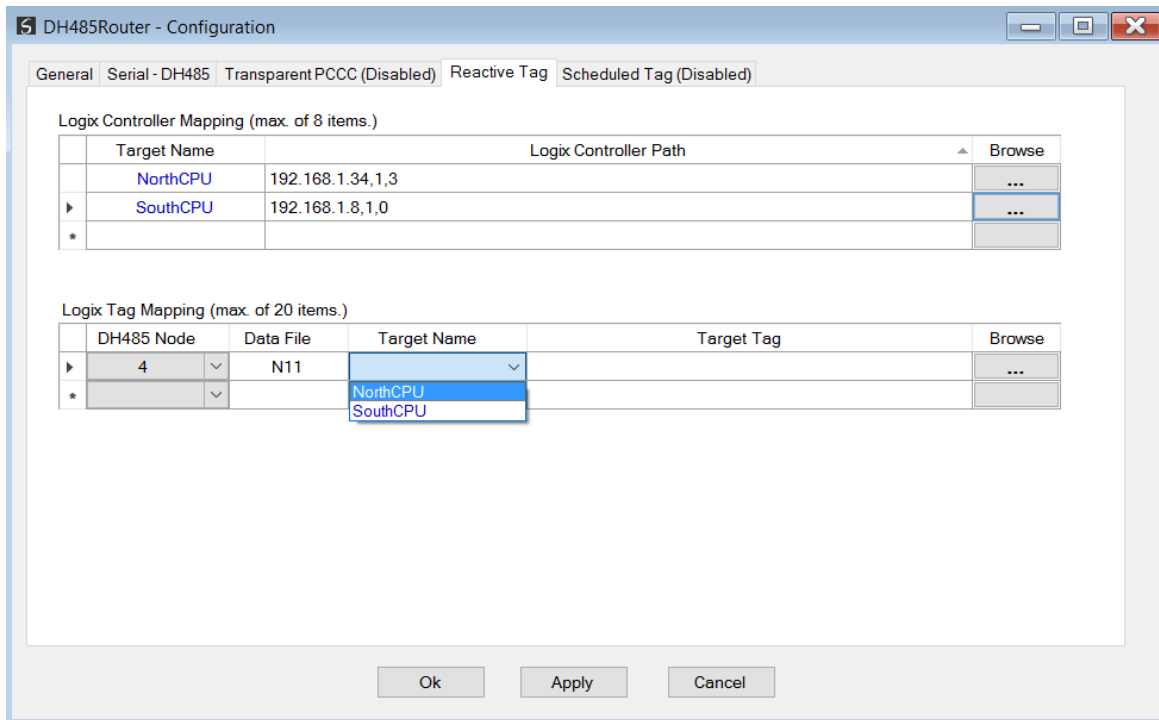 DH485Router - Configuration
General Serial - DH485 Transparent PCCC (Disabled) Reactive Tag Scheduled Tag (Disabled)
Logix Controller Mapping (max. of 8 items.)
Target Name Logix Controller Path Browse
NorthCPU 192.168.1.34,1,3 ...
SouthCPU 192.168.1.8,1,0 ...
*
Logix Tag Mapping (max. of 20 items.)
DH485 Node Data File Target Name Target Tag Browse
4 N11 ...
* NorthCPU
SouthCPU
Ok Apply Cancel